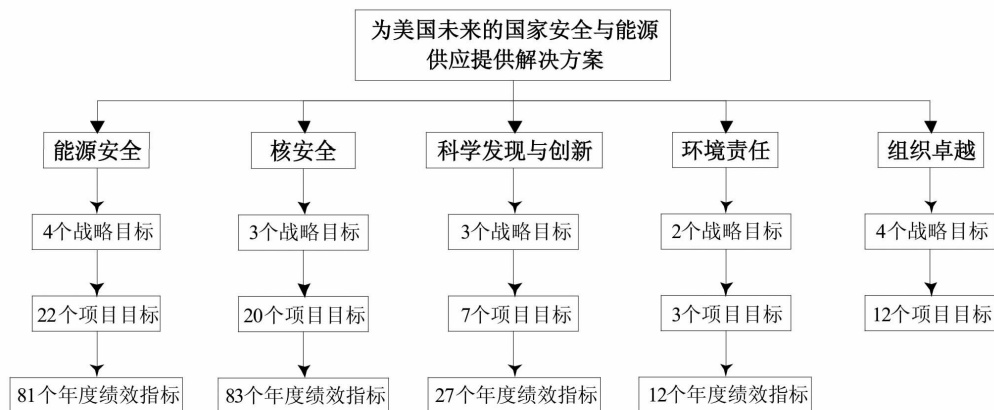 为美国未来的国家安全与能源
供应提供解决方案
能源安全
核安全
科学发现与创新
环境责任
组织卓越
4个战略目标
3个战略目标
3个战略目标
2个战略目标
4个战略目标
22个项目目标
20个项目目标
7个项目目标
3个项目目标
12个项目目标
81个年度绩效指标
83个年度绩效指标
27个年度绩效指标
12个年度绩效指标